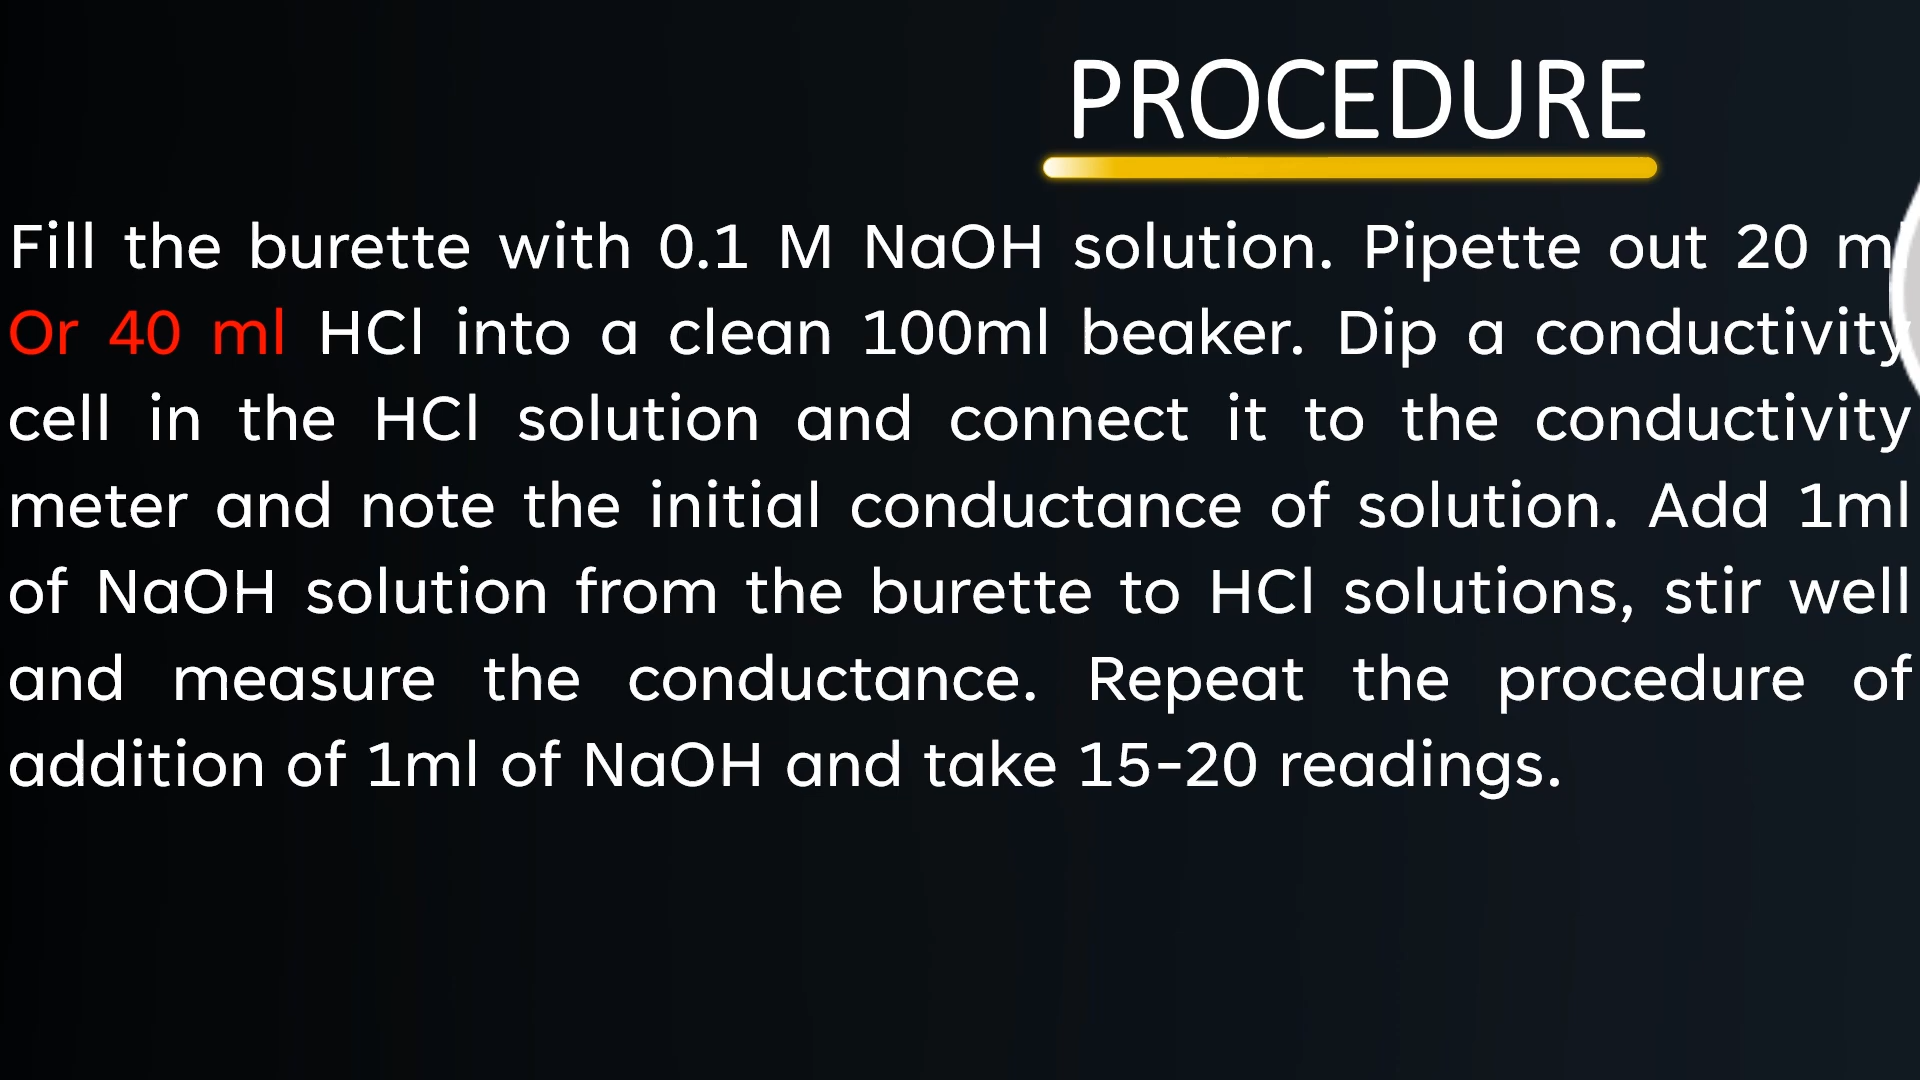 PROCEDURE
Fill the burette with 0.1 M NaOH solution. Pipette out 20 ml
Or 40 ml HCl into a clean 100ml beaker. Dip a conductivity
cell in the HCl solution and connect it to the conductivity
meter and note the initial conductance of solution. Add 1ml
of NaOH solution from the burette to HCl solutions, stir well
and measure the conductance. Repeat the procedure of
addition of 1ml of NaOH and take 15-20 readings.